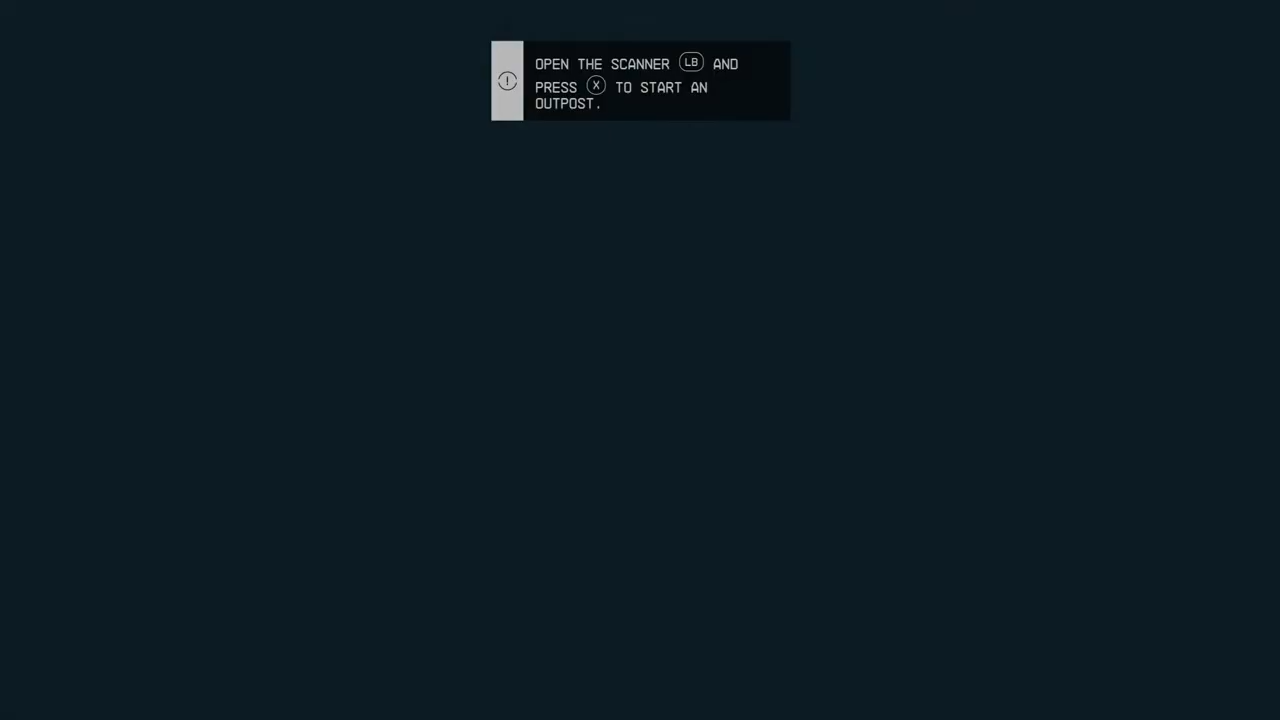 OPEN THE SCANNER LB AND
PRESS X TO START AN
OUTPOST.